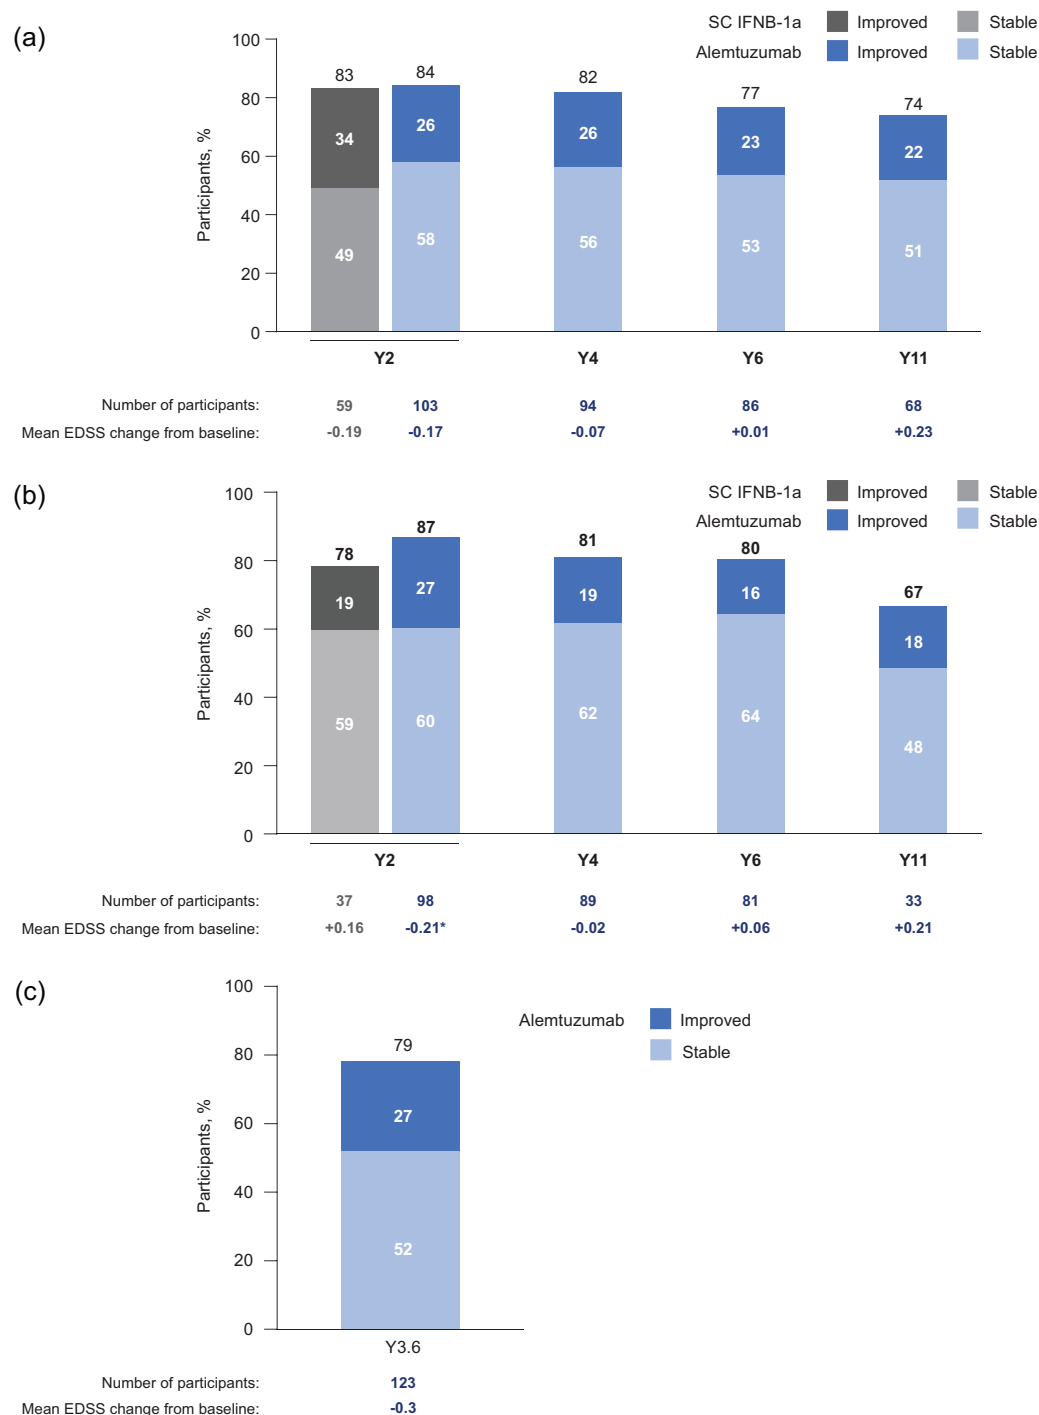 (a)
SC IFNB-1a Improved Stable
Alemtuzumab Improved Stable
Participants, %
100
80
60
40
20
0
83 84 82 77 74
34 26 26 23 22
49 58 56 53 51
Y2 Y4 Y6 Y11
Number of participants: 59 103 94 86 68
Mean EDSS change from baseline: -0.19 -0.17 -0.07 +0.01 +0.23
(b)
SC IFNB-1a Improved Stable
Alemtuzumab Improved Stable
Participants, %
100
80
60
40
20
0
78 87 81 80 67
19 27 19 16 18
59 60 62 64 48
Y2 Y4 Y6 Y11
Number of participants: 37 98 89 81 33
Mean EDSS change from baseline: +0.16 -0.21* -0.02 +0.06 +0.21
(c)
Alemtuzumab Improved
Stable
Participants, %
100
80
60
40
20
0
79
27
52
Y3.6
Number of participants: 123
Mean EDSS change from baseline: -0.3